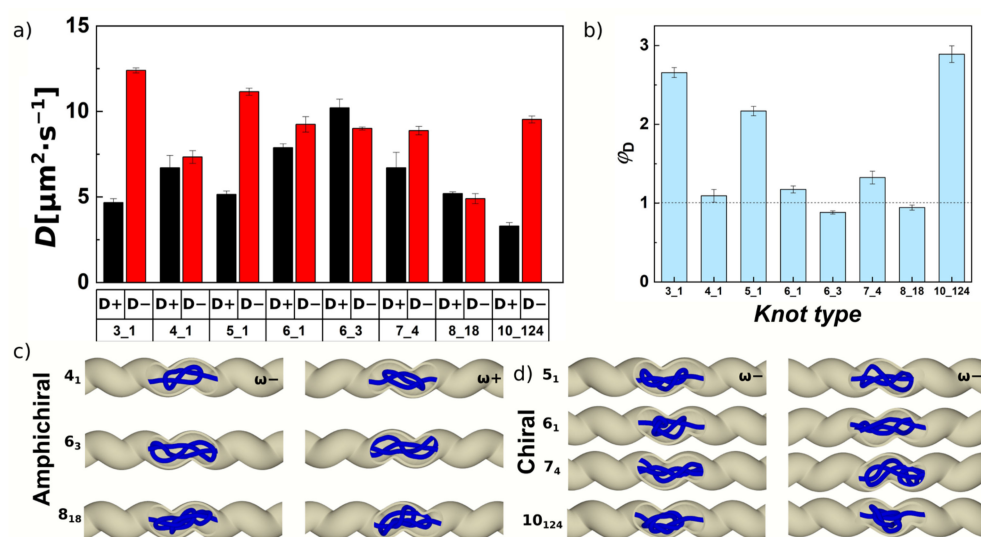 a)
D[μm²·s⁻¹]
15
10
5
0
D+ D− D+ D− D+ D− D+ D− D+ D− D+ D− D+ D− D+ D−
3_1 4_1 5_1 6_1 6_3 7_4 8_18 10_124
b)
φD
3
2
1
0
3_1 4_1 5_1 6_1 6_3 7_4 8_18 10_124
Knot type
c)
Amphichiral
4₁ ω− ω+
6₃
8₁₈
d)
Chiral
5₁ ω− ω−
6₁
7₄
10₁₂₄